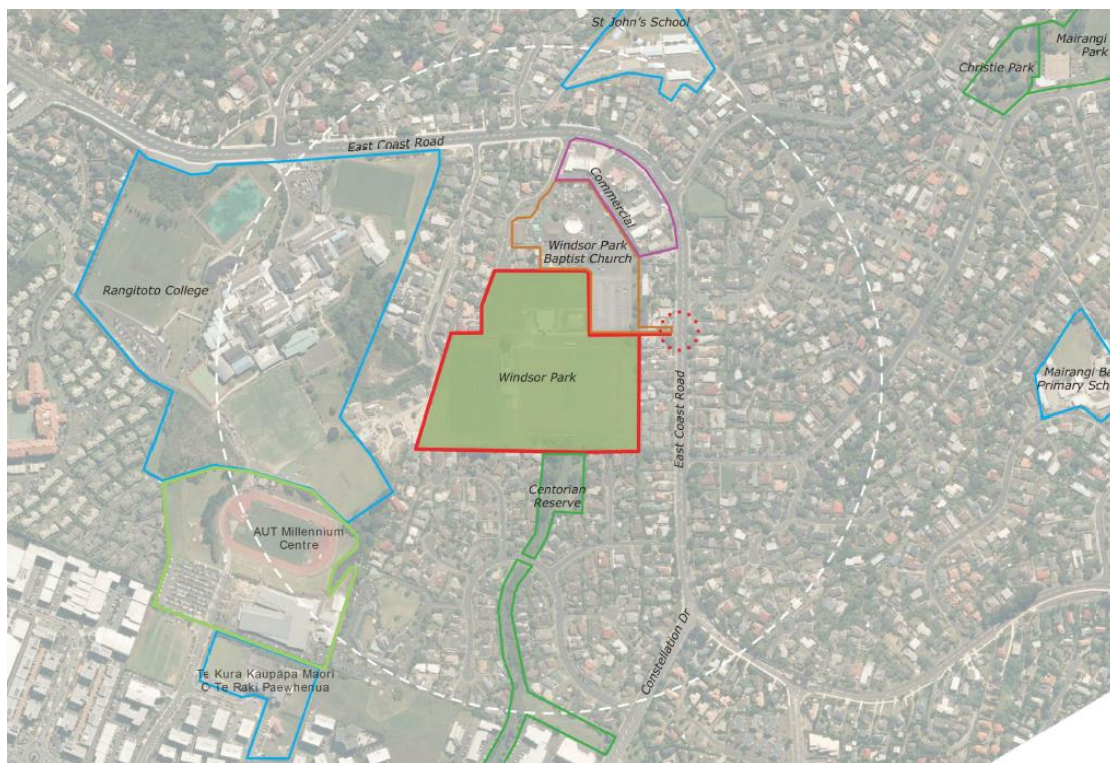 St John's School
Mairangi
Park
Christie Park
East Coast Road
Commercial
Windsor Park
Baptist Church
Rangitoto College
Windsor Park
Mairangi Ba
Primary Sch
East Coast Road
Centorian
Reserve
AUT Millennium
Centre
Constellation Dr
Te Kura Kaupapa Maori
O Te Raki Paewhenua